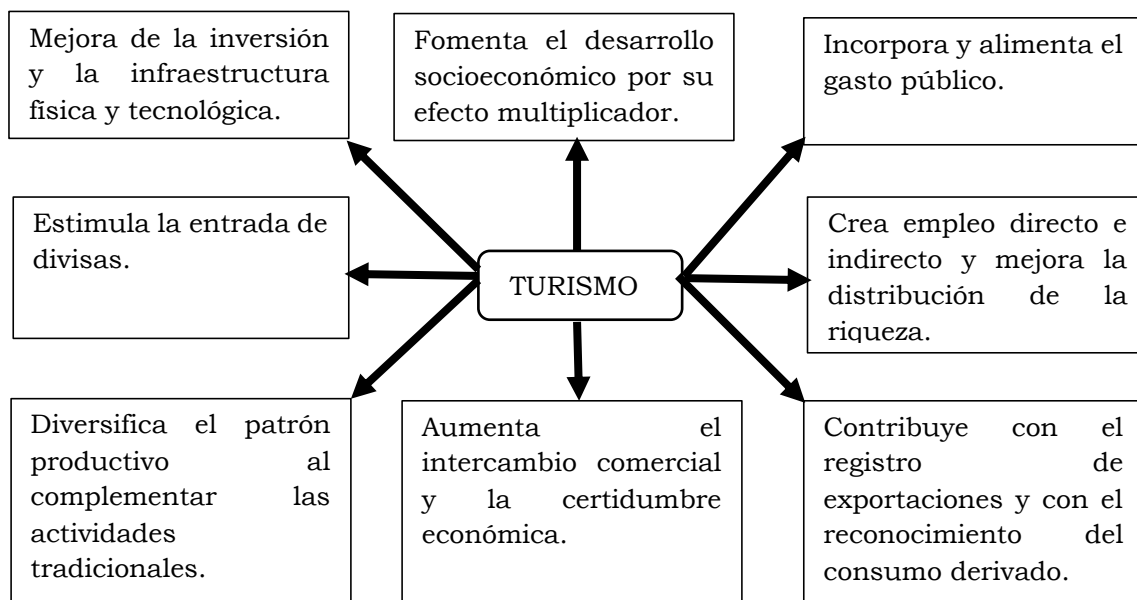 Mejora de la inversión
y la infraestructura
física y tecnológica.
Fomenta el desarrollo
socioeconómico por su
efecto multiplicador.
Incorpora y alimenta el
gasto público.
Estimula la entrada de
divisas.
TURISMO
Crea empleo directo e
indirecto y mejora la
distribución de la
riqueza.
Diversifica el patrón
productivo al
complementar las
actividades
tradicionales.
Aumenta el
intercambio comercial
y la certidumbre
económica.
Contribuye con el
registro de
exportaciones y con el
reconocimiento del
consumo derivado.